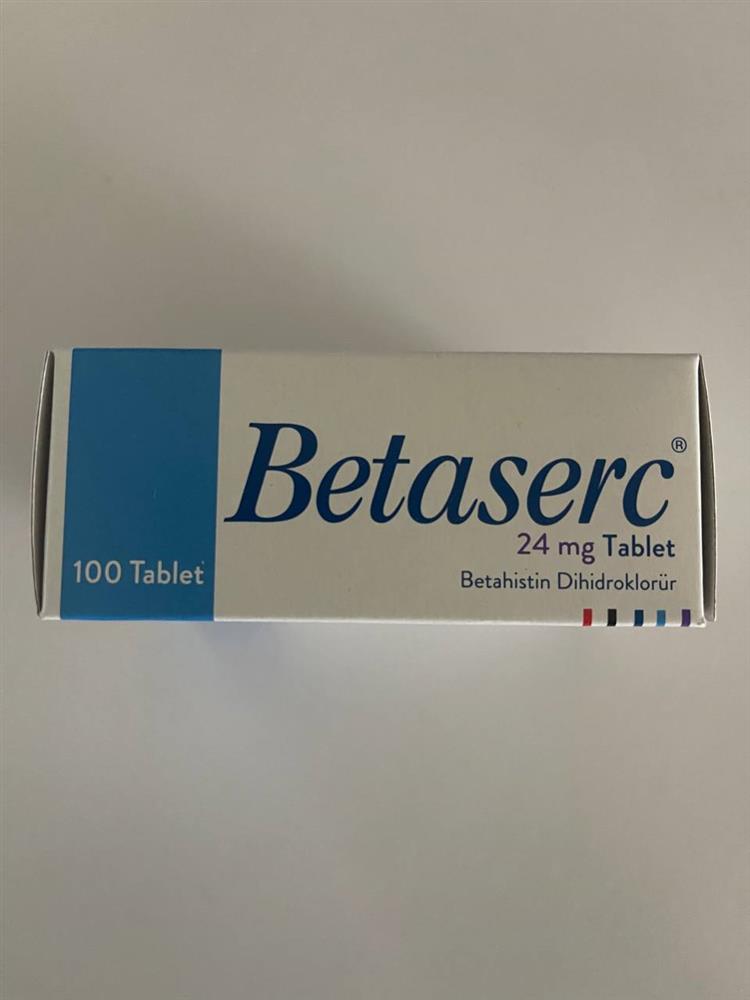 Betaserc®
24 mg Tablet
100 Tablet
Betahistin Dihidroklorür